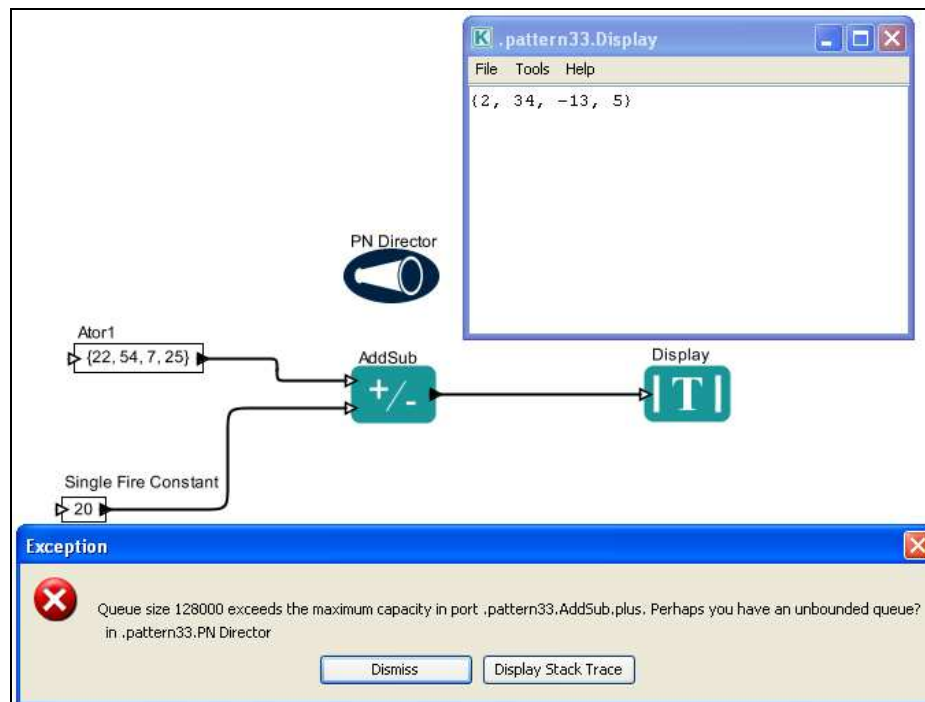 K .pattern33.Display
File Tools Help
{2, 34, -13, 5}
PN Director
Ator1
{22, 54, 7, 25}
AddSub
+/-
Display
T
Single Fire Constant
20
Exception
Queue size 128000 exceeds the maximum capacity in port .pattern33.AddSub.plus. Perhaps you have an unbounded queue?
in .pattern33.PN Director
Dismiss Display Stack Trace